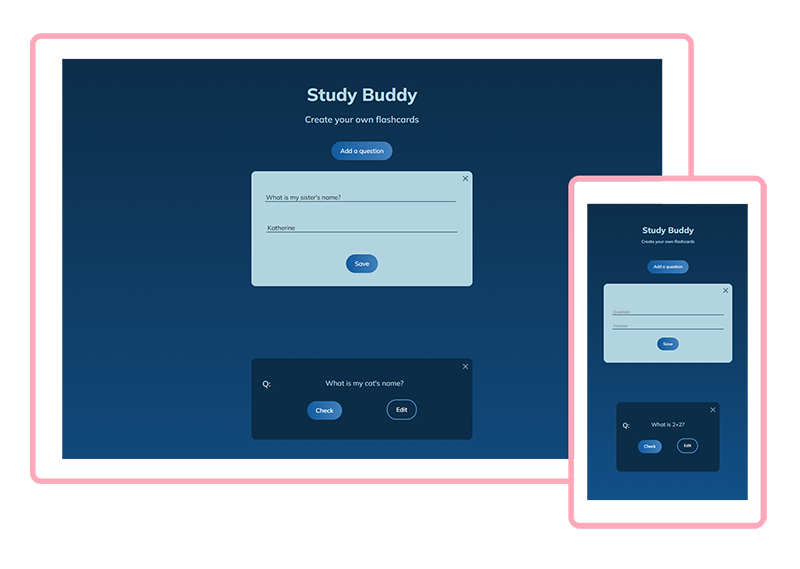 Study Buddy
Create your own flashcards
Add a question
What is my sister's name?
Katherine
Save
Q: What is my cat's name?
Check Edit
Study Buddy
Create your own flashcards
Add a question
Question
Answer
Save
Q: What is 2+2?
Check Edit